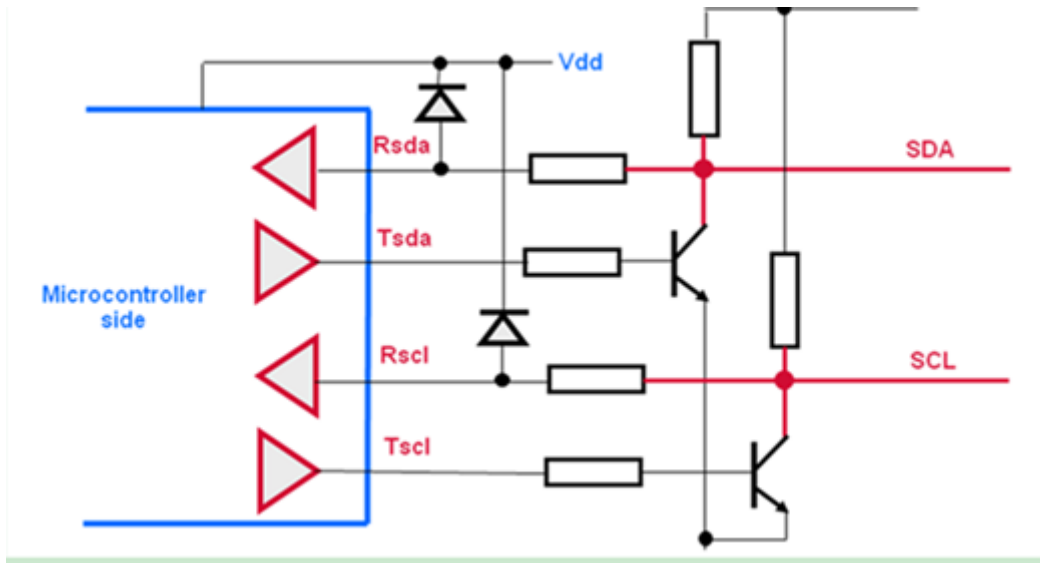 Vdd
Rsda
SDA
Tsda
Microcontroller
side
Rscl
SCL
Tscl